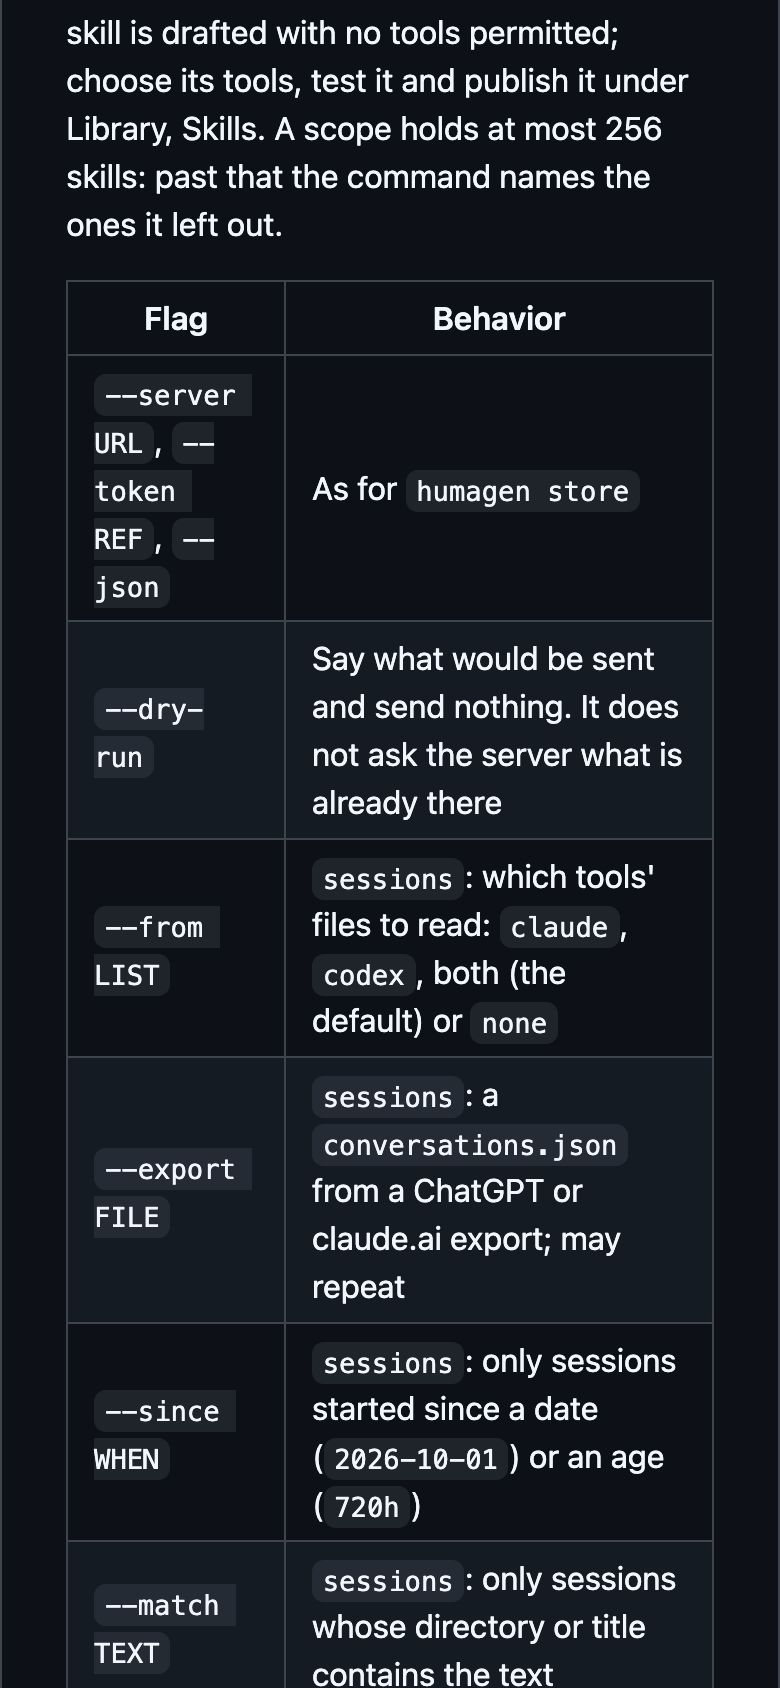 skill is drafted with no tools permitted;
choose its tools, test it and publish it under
Library, Skills. A scope holds at most 256
skills: past that the command names the
ones it left out.
Flag
Behavior
--server
URL, --
token
REF, --
json
As for humagen store
--dry-
run
Say what would be sent
and send nothing. It does
not ask the server what is
already there
--from
LIST
sessions: which tools'
files to read: claude,
codex, both (the
default) or none
--export
FILE
sessions: a
conversations.json
from a ChatGPT or
claude.ai export; may
repeat
--since
WHEN
sessions: only sessions
started since a date
(2026-10-01) or an age
(720h)
--match
TEXT
sessions: only sessions
whose directory or title
contains the text